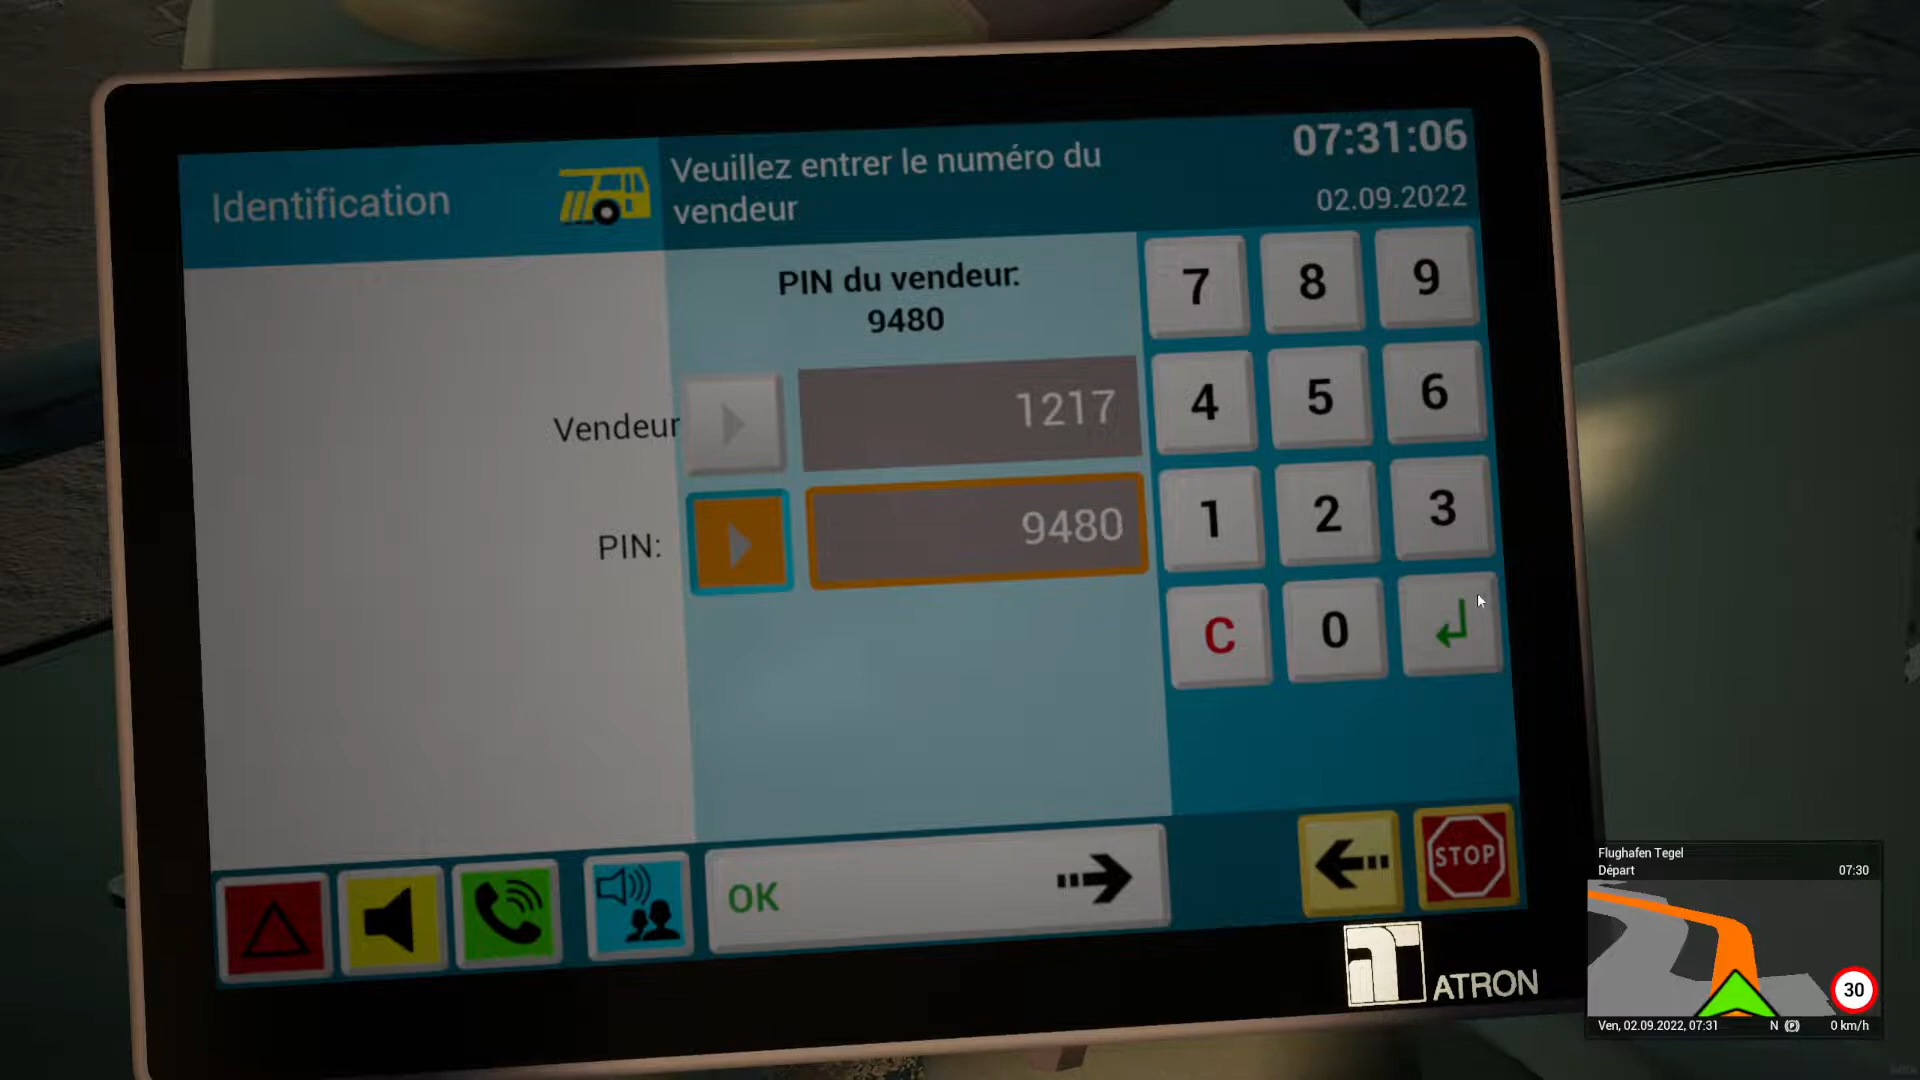 Identification
Veuillez entrer le numéro du
vendeur
07:31:06
02.09.2022
PIN du vendeur:
9480
Vendeur
1217
PIN:
9480
7 8 9
4 5 6
1 2 3
C 0
OK
STOP
ATRON
Flughafen Tegel
Départ 07:30
30
Ven, 02.09.2022, 07:31 N (P) 0 km/h